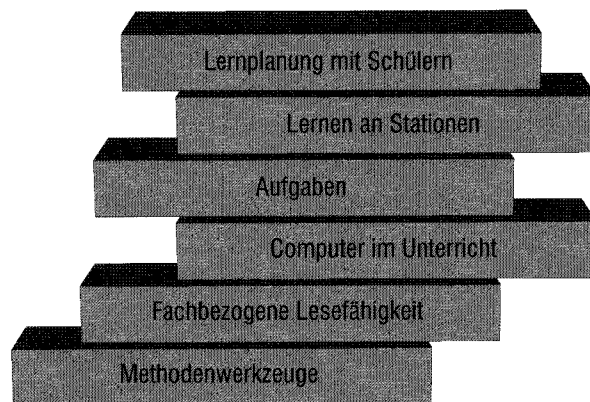 Lernplanung mit Schülern
Lernen an Stationen
Aufgaben
Computer im Unterricht
Fachbezogene Lesefähigkeit
Methodenwerkzeuge